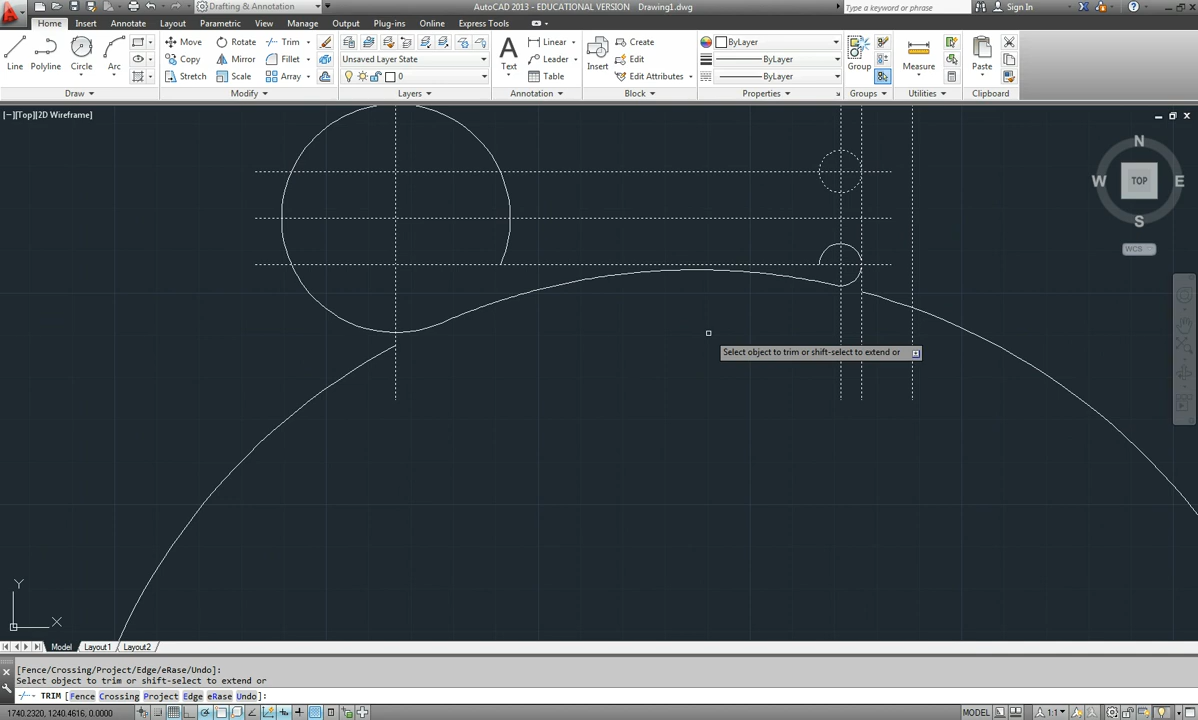 Drafting & Annotation
AutoCAD 2013 - EDUCATIONAL VERSION Drawing1.dwg
Type a keyword or phrase
Sign In
Home Insert Annotate Layout Parametric View Manage Output Plug-ins Online Express Tools
Line Polyline Circle Arc
Move Rotate Trim
Copy Mirror Fillet
Stretch Scale Array
Unsaved Layer State
0
Text
Linear
Leader
Table
Insert
Create
Edit
Edit Attributes
ByLayer
ByLayer
ByLayer
Group
Measure
Paste
Draw Modify Layers Annotation Block Properties Groups Utilities Clipboard
[−][Top][2D Wireframe]
N
W TOP E
S
WCS
Select object to trim or shift-select to extend or
Y
X
Model Layout1 Layout2
[Fence/Crossing/Project/Edge/eRase/Undo]:
Select object to trim or shift-select to extend or
TRIM [Fence Crossing Project Edge eRase Undo]:
1740.2320, 1240.4616, 0.0000
MODEL
1:1